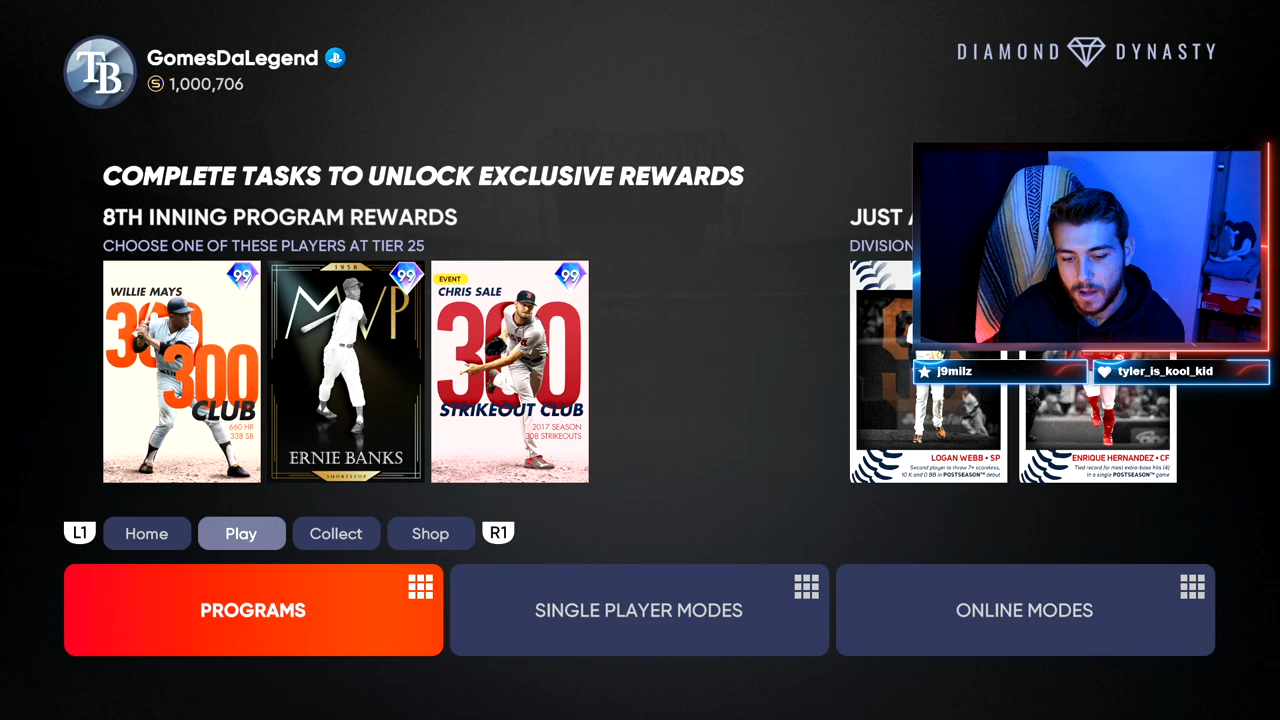 GomesDaLegend
1,000,706
DIAMOND DYNASTY
COMPLETE TASKS TO UNLOCK EXCLUSIVE REWARDS
8TH INNING PROGRAM REWARDS
CHOOSE ONE OF THESE PLAYERS AT TIER 25
JUST
DIVISION
99
WILLIE MAYS
300
300
CLUB
660 HR
338 SB
1958
99
MVP
ERNIE BANKS
SHORTSTOP
EVENT
99
CHRIS SALE
300
STRIKEOUT CLUB
2017 SEASON
308 STRIKEOUTS
LOGAN WEBB • SP
Second player to throw 7+ scoreless,
10 K and 0 BB in POSTSEASON™ game
ENRIQUE HERNANDEZ • CF
Tied record for most extra-base hits (4)
in a single POSTSEASON™ game
j9milz
tyler_is_kool_kid
L1
Home
Play
Collect
Shop
R1
PROGRAMS
SINGLE PLAYER MODES
ONLINE MODES